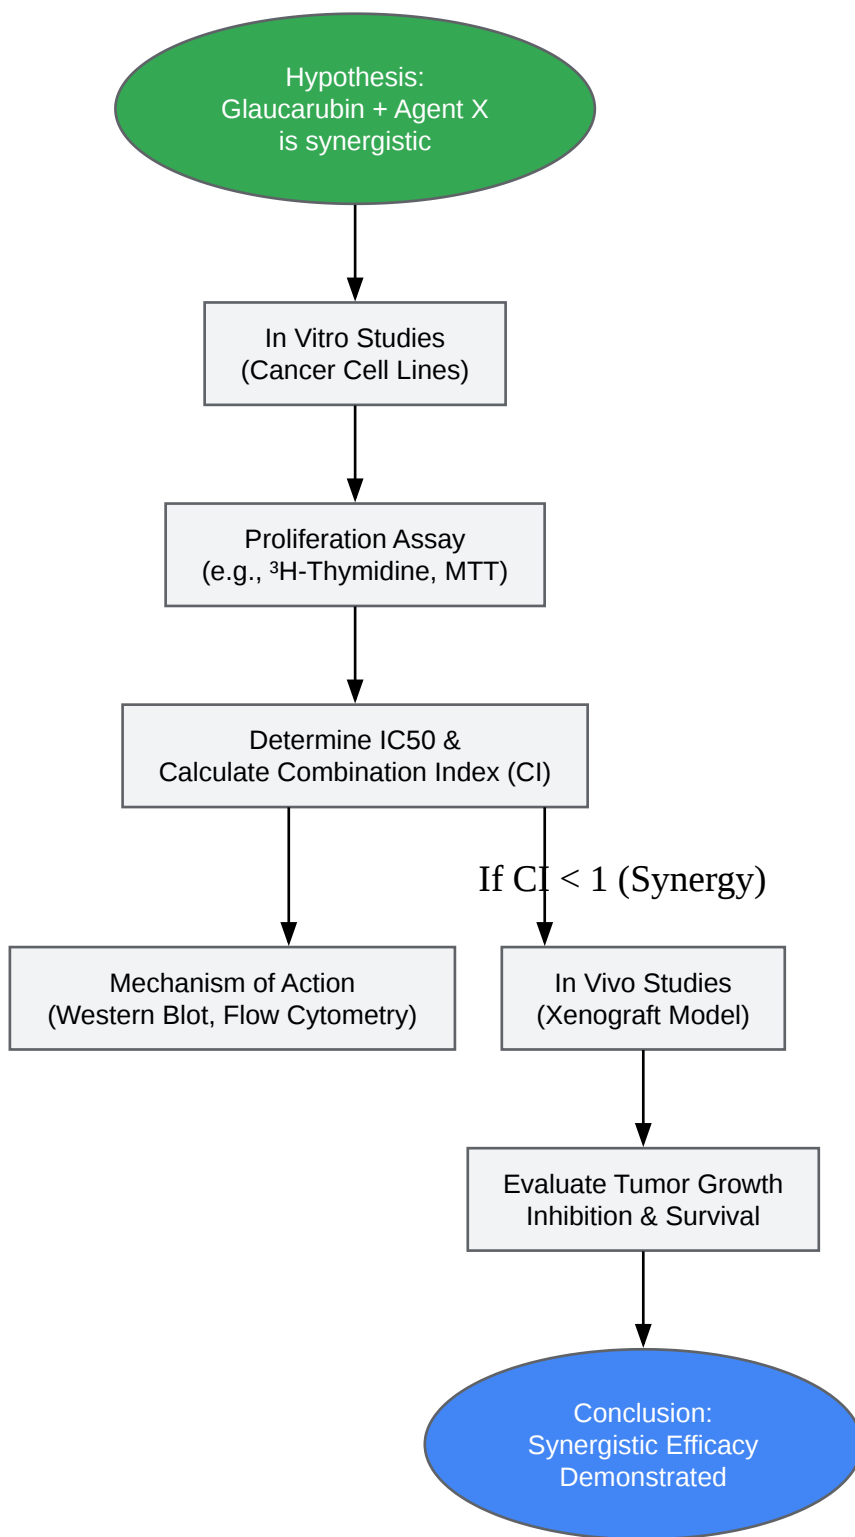 Hypothesis:
Glaucarubin + Agent X
is synergistic
In Vitro Studies
(Cancer Cell Lines)
Proliferation Assay
(e.g., ³H-Thymidine, MTT)
Determine IC50 &
Calculate Combination Index (CI)
If CI < 1 (Synergy)
Mechanism of Action
(Western Blot, Flow Cytometry)
In Vivo Studies
(Xenograft Model)
Evaluate Tumor Growth
Inhibition & Survival
Conclusion:
Synergistic Efficacy
Demonstrated